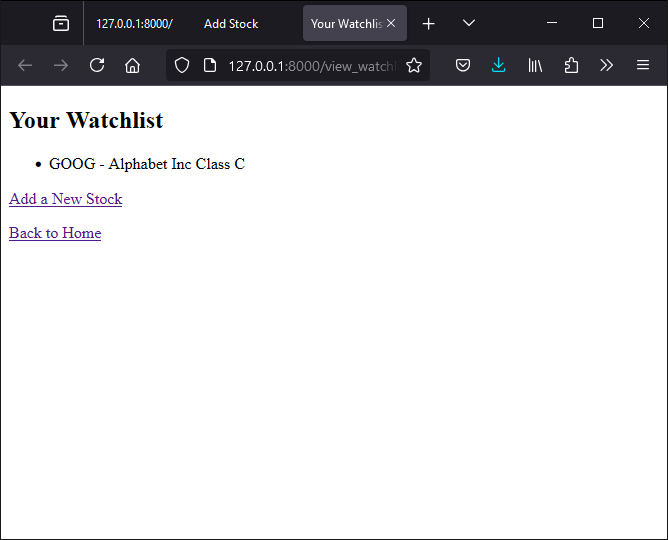 127.0.0.1:8000/
Add Stock
Your Watchlis
127.0.0.1:8000/view_watchl
Your Watchlist
• GOOG - Alphabet Inc Class C
Add a New Stock
Back to Home